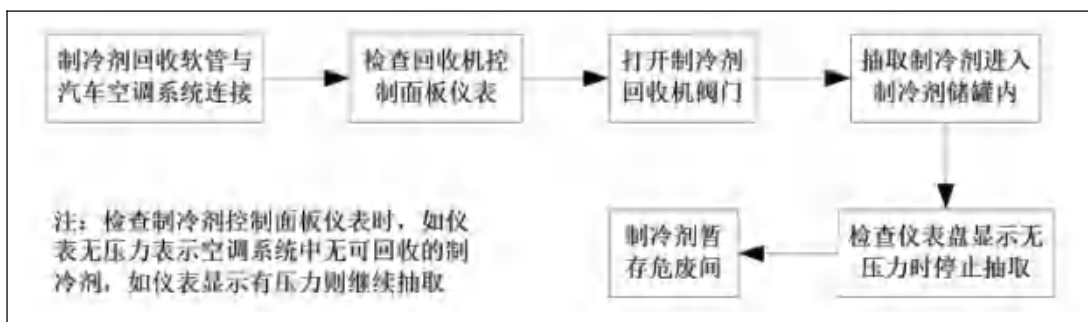 制冷剂回收软管与
汽车空调系统连接
检查回收机控
制面板仪表
打开制冷剂
回收机阀门
抽取制冷剂进入
制冷剂储罐内
检查仪表盘显示无
压力时停止抽取
制冷剂暂
存危废间
注：检查制冷剂控制面板仪表时，如仪
表无压力表示空调系统中无可回收的制
冷剂，如仪表显示有压力则继续抽取